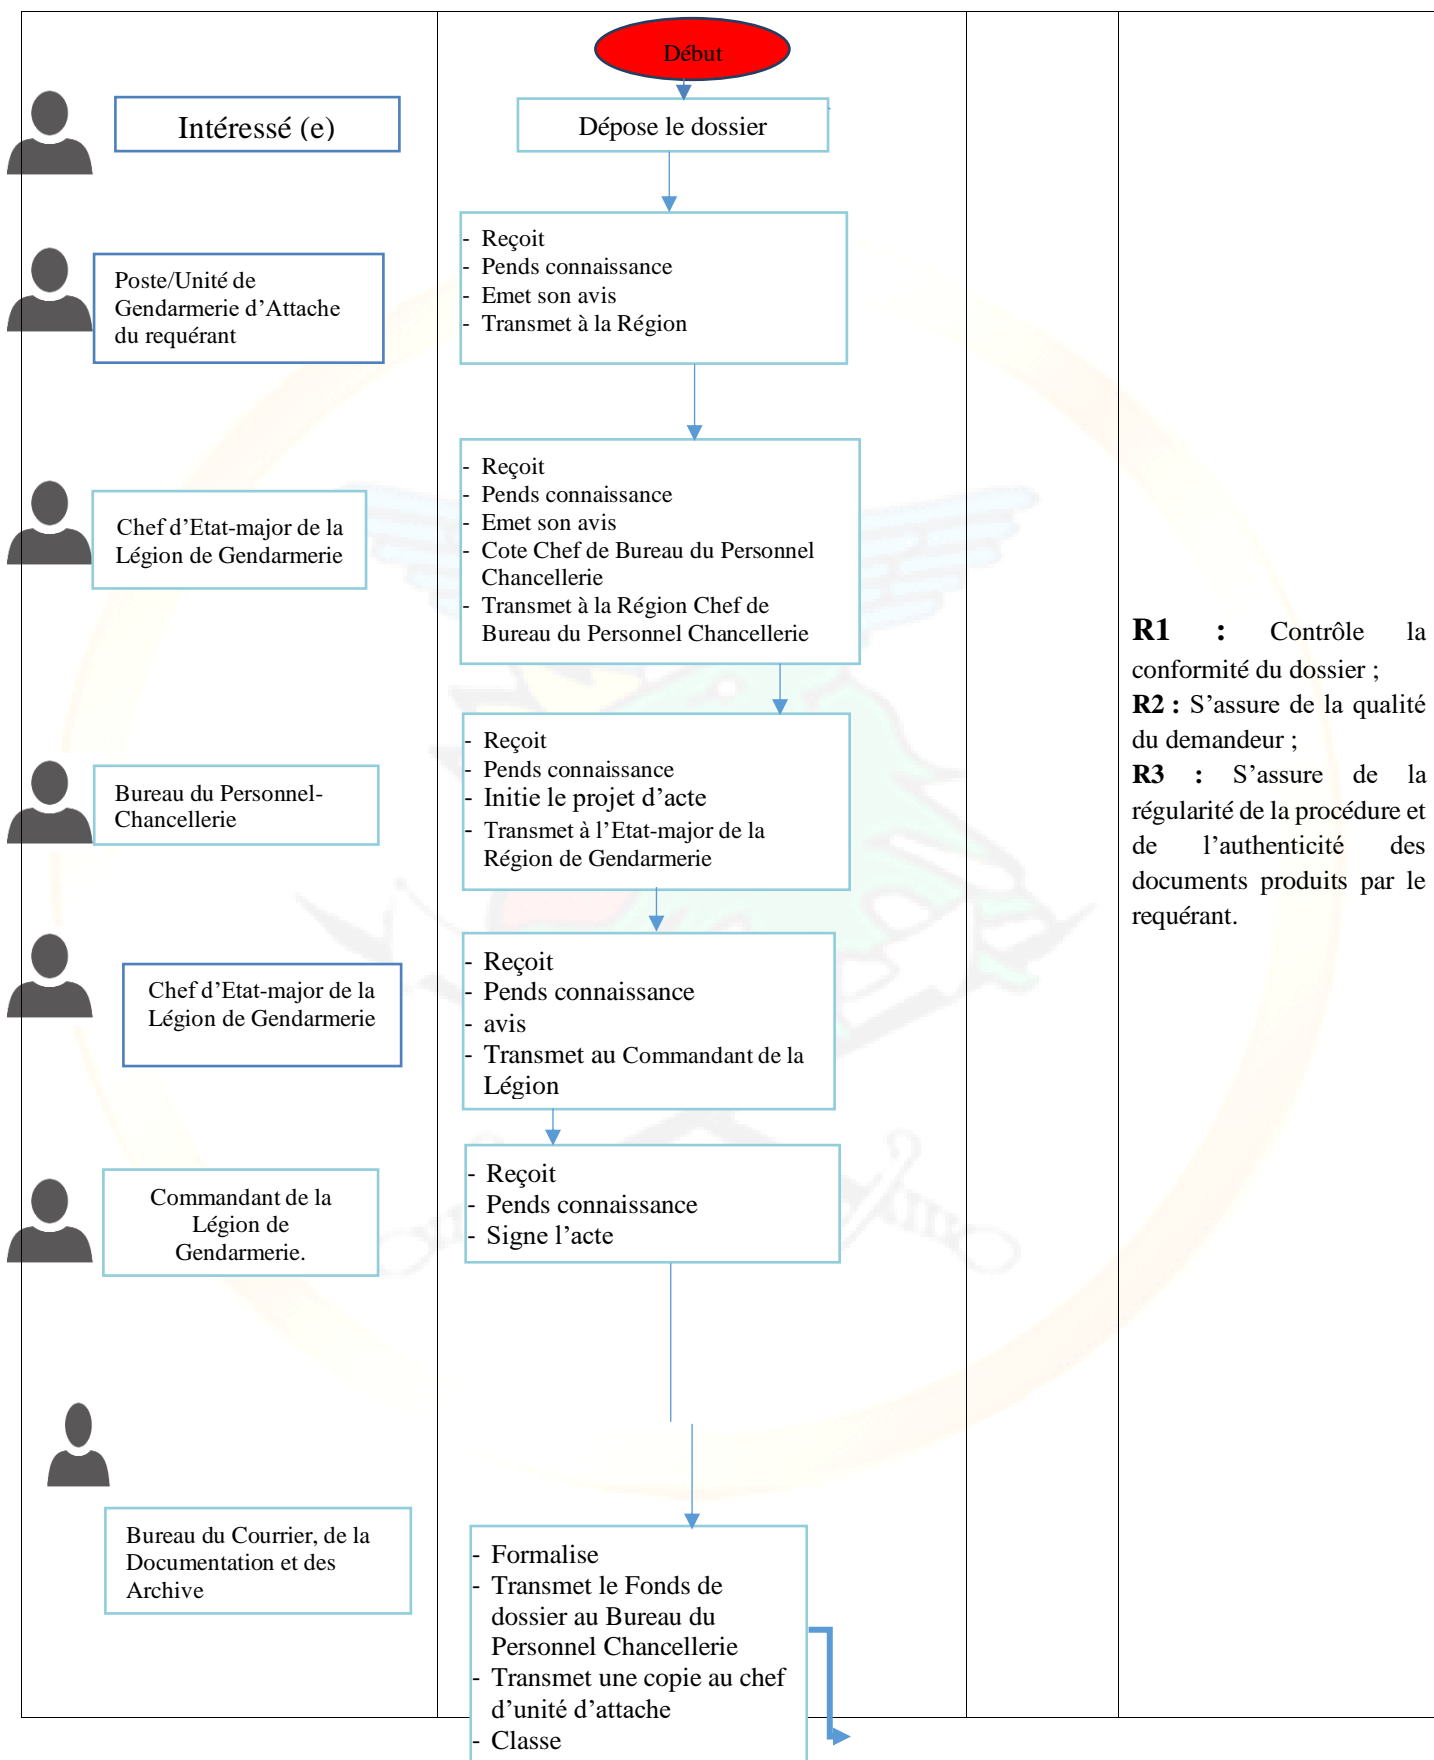 Début
Intéressé (e)
Dépose le dossier
Poste/Unité de
Gendarmerie d’Attache
du requérant
- Reçoit
- Pends connaissance
- Emet son avis
- Transmet à la Région
Chef d’Etat-major de la
Légion de Gendarmerie
- Reçoit
- Pends connaissance
- Emet son avis
- Cote Chef de Bureau du Personnel
Chancellerie
- Transmet à la Région Chef de
Bureau du Personnel Chancellerie
Bureau du Personnel-
Chancellerie
- Reçoit
- Pends connaissance
- Initie le projet d’acte
- Transmet à l’Etat-major de la
Région de Gendarmerie
Chef d’Etat-major de la
Légion de Gendarmerie
- Reçoit
- Pends connaissance
- avis
- Transmet au Commandant de la
Légion
Commandant de la
Légion de
Gendarmerie.
- Reçoit
- Pends connaissance
- Signe l’acte
Bureau du Courrier, de la
Documentation et des
Archive
- Formalise
- Transmet le Fonds de
dossier au Bureau du
Personnel Chancellerie
- Transmet une copie au chef
d’unité d’attache
- Classe
R1 : Contrôle la
conformité du dossier ;
R2 : S’assure de la qualité
du demandeur ;
R3 : S’assure de la
régularité de la procédure et
de l’authenticité des
documents produits par le
requérant.